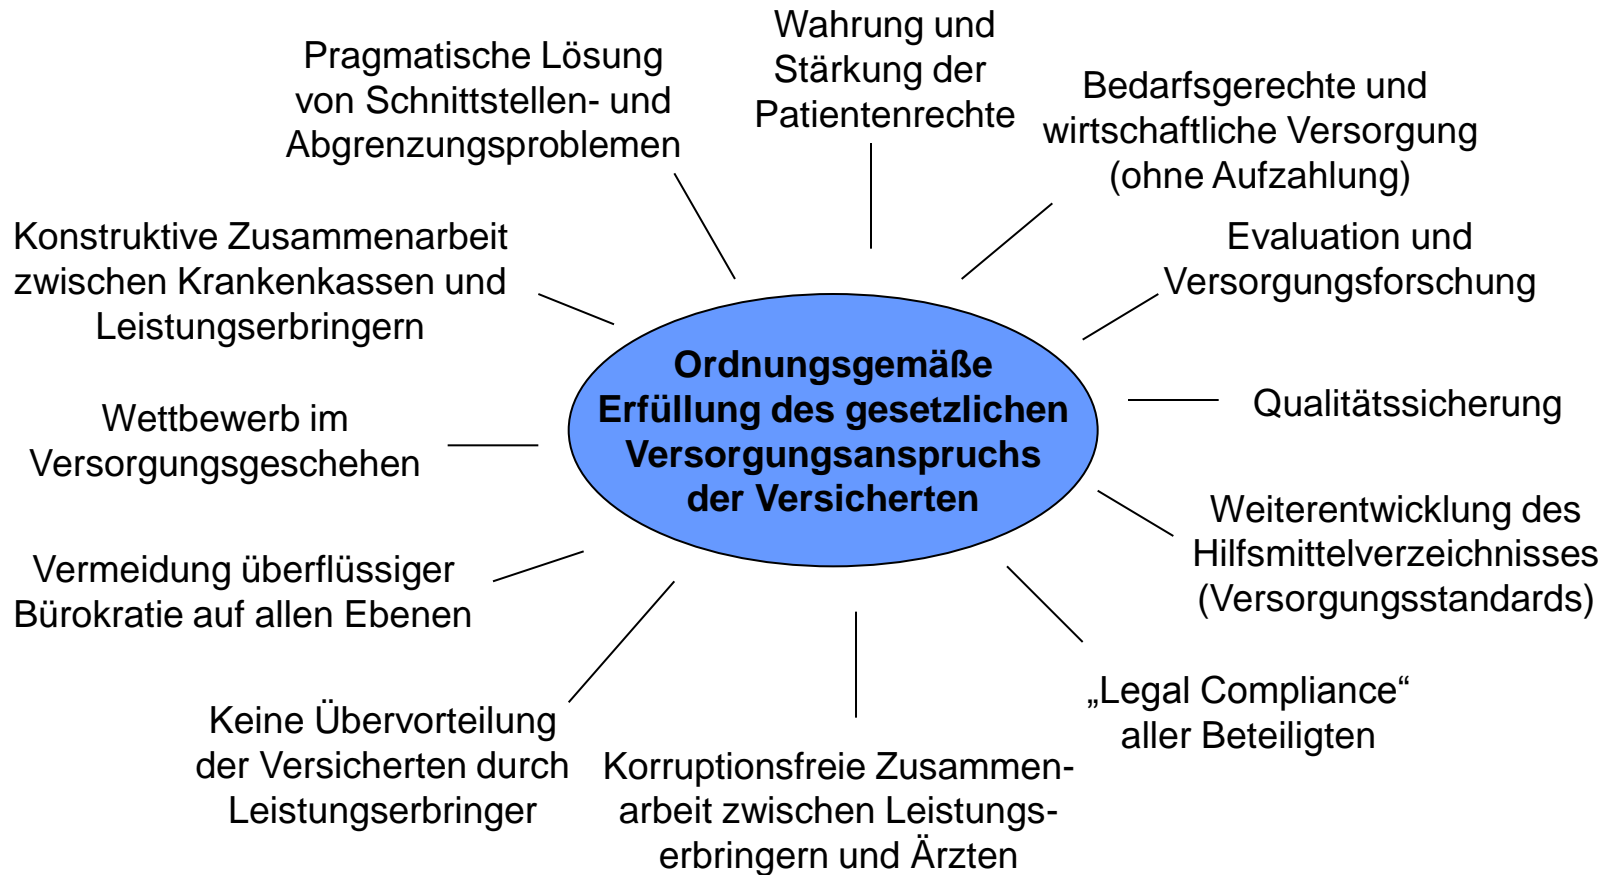 Wahrung und
Stärkung der
Patientenrechte
Pragmatische Lösung
von Schnittstellen- und
Abgrenzungsproblemen
Bedarfsgerechte und
wirtschaftliche Versorgung
(ohne Aufzahlung)
Konstruktive Zusammenarbeit
zwischen Krankenkassen und
Leistungserbringern
Evaluation und
Versorgungsforschung
Ordnungsgemäße
Erfüllung des gesetzlichen
Versorgungsanspruchs
der Versicherten
Wettbewerb im
Versorgungsgeschehen
Qualitätssicherung
Weiterentwicklung des
Hilfsmittelverzeichnisses
(Versorgungsstandards)
Vermeidung überflüssiger
Bürokratie auf allen Ebenen
„Legal Compliance“
aller Beteiligten
Keine Übervorteilung
der Versicherten durch
Leistungserbringer
Korruptionsfreie Zusammen-
arbeit zwischen Leistungs-
erbringern und Ärzten